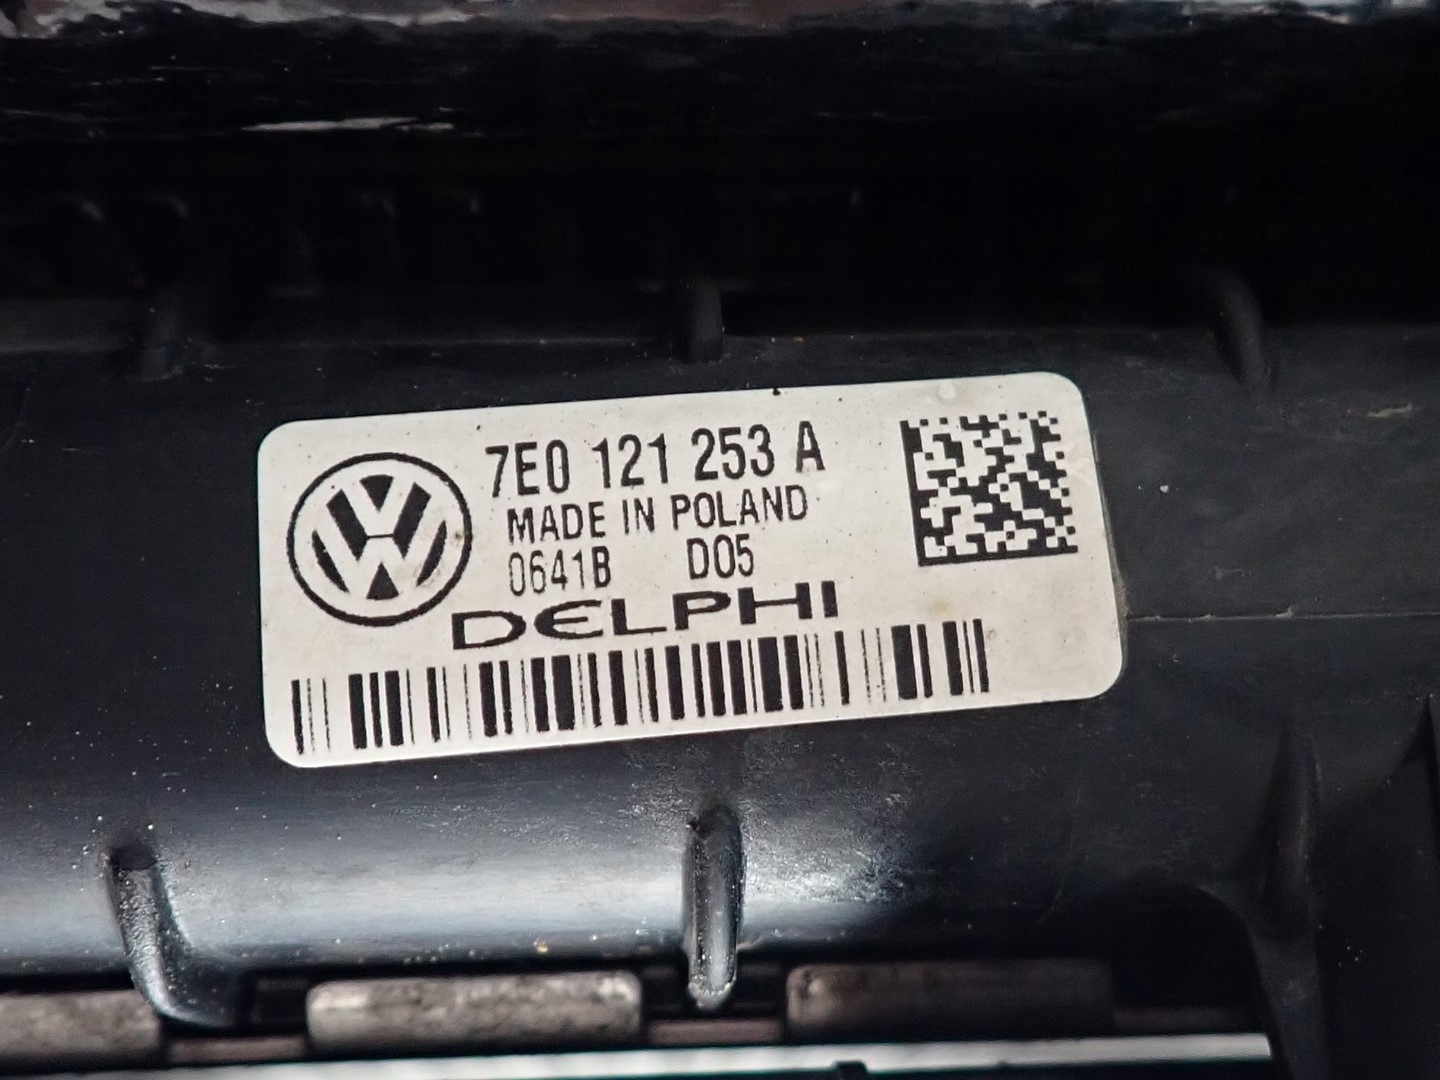 7E0 121 253 A
MADE IN POLAND
0641B D05
DELPHI